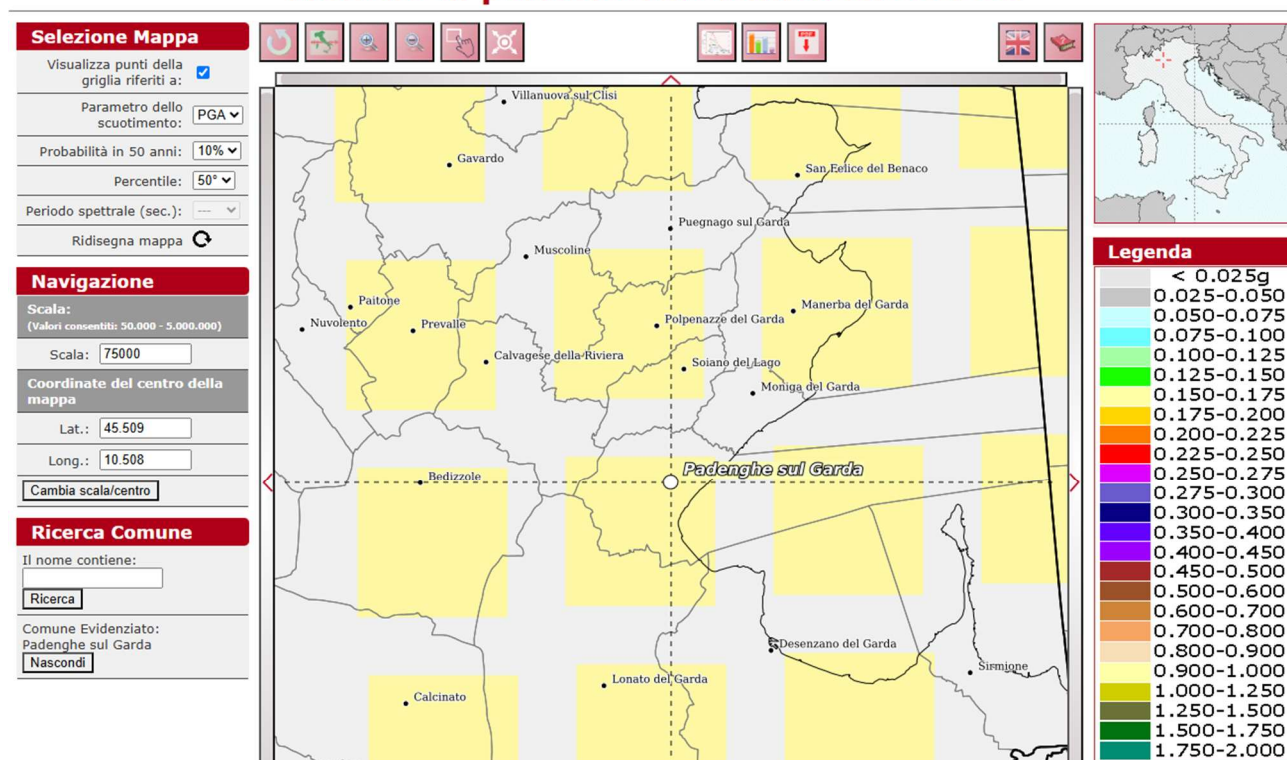 Selezione Mappa
Visualizza punti della
griglia riferiti a:
Parametro dello
scuotimento: PGA
Probabilità in 50 anni: 10%
Percentile: 50°
Periodo spettrale (sec.): ---
Ridisegna mappa
Navigazione
Scala:
(Valori consentiti: 50.000 - 5.000.000)
Scala: 75000
Coordinate del centro della
mappa
Lat.: 45.509
Long.: 10.508
Cambia scala/centro
Ricerca Comune
Il nome contiene:
Ricerca
Comune Evidenziato:
Padenghe sul Garda
Nascondi
Villanuova sul Clisi
Gavardo
San Felice del Benaco
Puegnago sul Garda
Muscoline
Paitone
Manerba del Garda
Nuvolento
Prevalle
Polpenazze del Garda
Calvagese della Riviera
Soiano del Lago
Moniga del Garda
Padenghe sul Garda
Bedizzole
Desenzano del Garda
Sirmione
Lonato del Garda
Calcinato
Legenda
< 0.025g
0.025-0.050
0.050-0.075
0.075-0.100
0.100-0.125
0.125-0.150
0.150-0.175
0.175-0.200
0.200-0.225
0.225-0.250
0.250-0.275
0.275-0.300
0.300-0.350
0.350-0.400
0.400-0.450
0.450-0.500
0.500-0.600
0.600-0.700
0.700-0.800
0.800-0.900
0.900-1.000
1.000-1.250
1.250-1.500
1.500-1.750
1.750-2.000